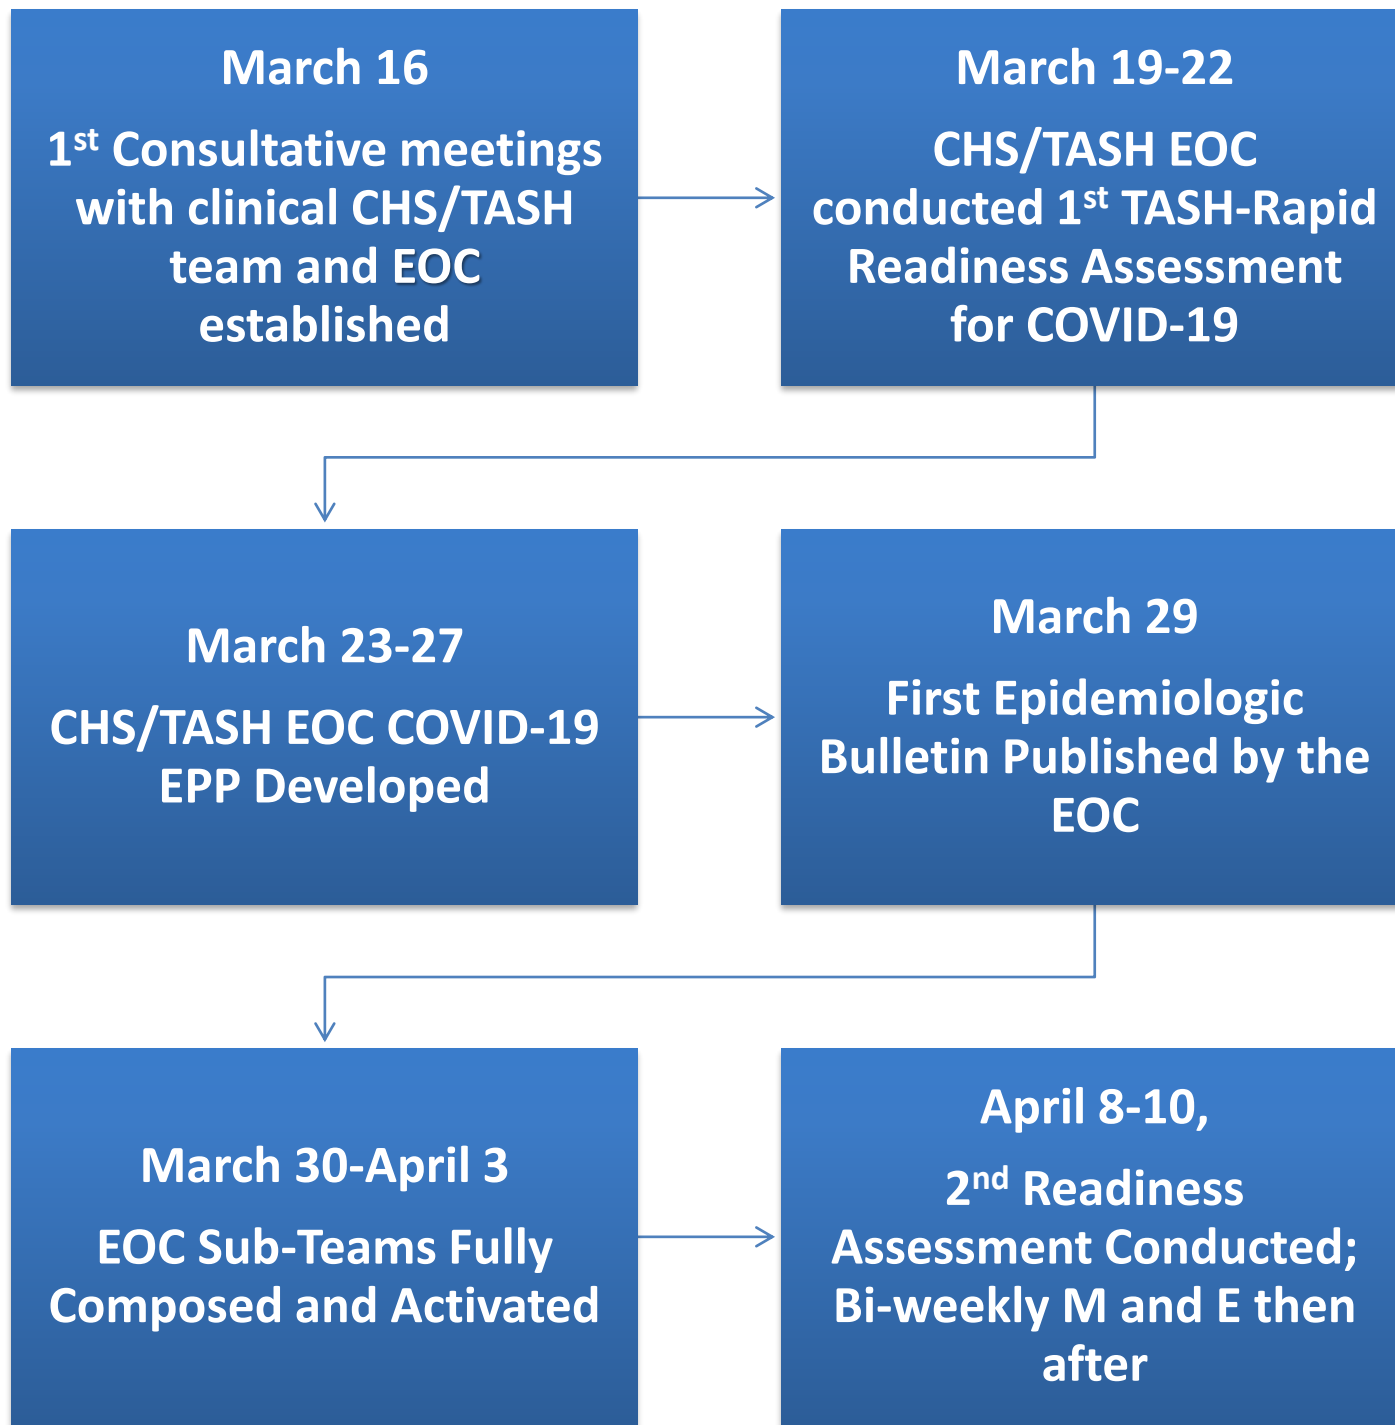 March 16
1st Consultative meetings
with clinical CHS/TASH
team and EOC
established
March 19-22
CHS/TASH EOC
conducted 1st TASH-Rapid
Readiness Assessment
for COVID-19
March 23-27
CHS/TASH EOC COVID-19
EPP Developed
March 29
First Epidemiologic
Bulletin Published by the
EOC
March 30-April 3
EOC Sub-Teams Fully
Composed and Activated
April 8-10,
2nd Readiness
Assessment Conducted;
Bi-weekly M and E then
after